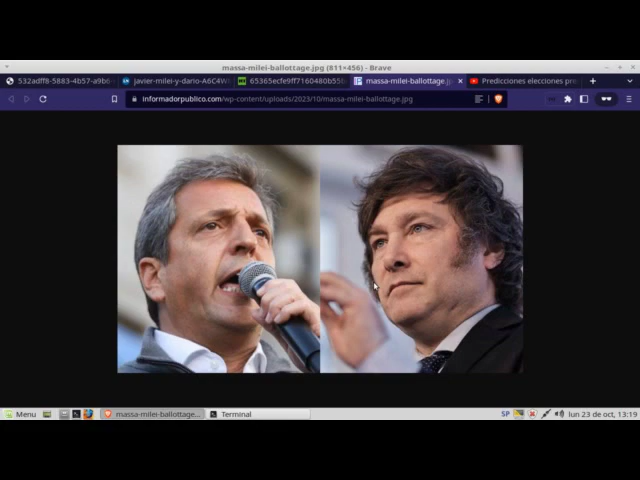 massa-milei-ballottage.jpg (811×456) - Brave
532adff8-5883-4b57-a9b6-
javier-milei-y-dario-A6C4W
65365ecfe9ff7160480b55b
massa-milei-ballottage.jp
Predicciones elecciones pre
informadorpublico.com/wp-content/uploads/2023/10/massa-milei-ballottage.jpg
Menu
massa-milei-ballottage...
Terminal
SP
lun 23 de oct, 13:19